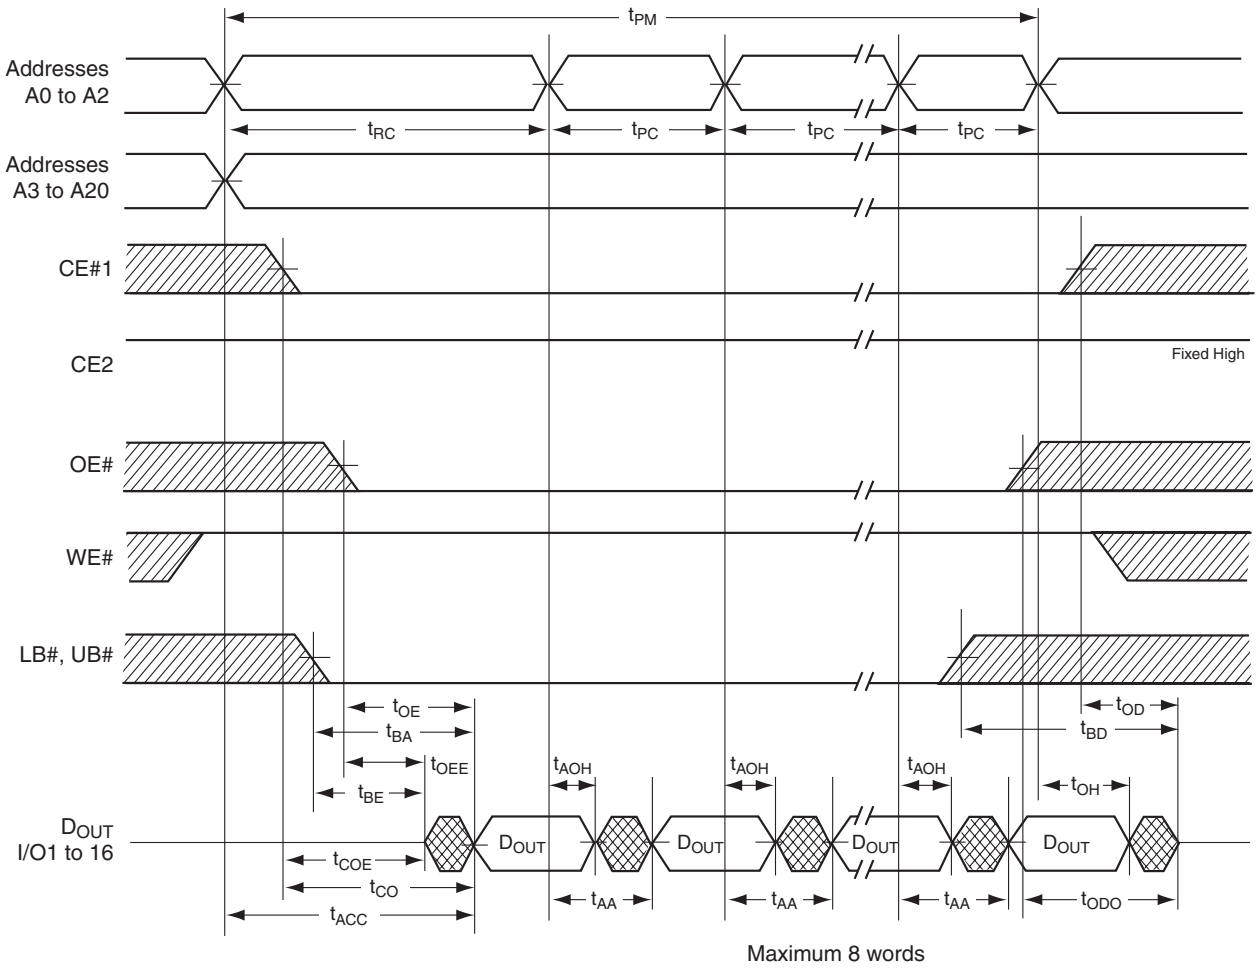 tPM
Addresses
A0 to A2
tRC
tPC
tPC
tPC
Addresses
A3 to A20
CE#1
CE2
Fixed High
OE#
WE#
LB#, UB#
tOE
tOD
tBA
tBD
tOEE
tAOH
tAOH
tAOH
tBE
tOH
DOUT
I/O1 to 16
DOUT
DOUT
DOUT
DOUT
tCOE
tCO
tAA
tAA
tAA
tODO
tACC
Maximum 8 words